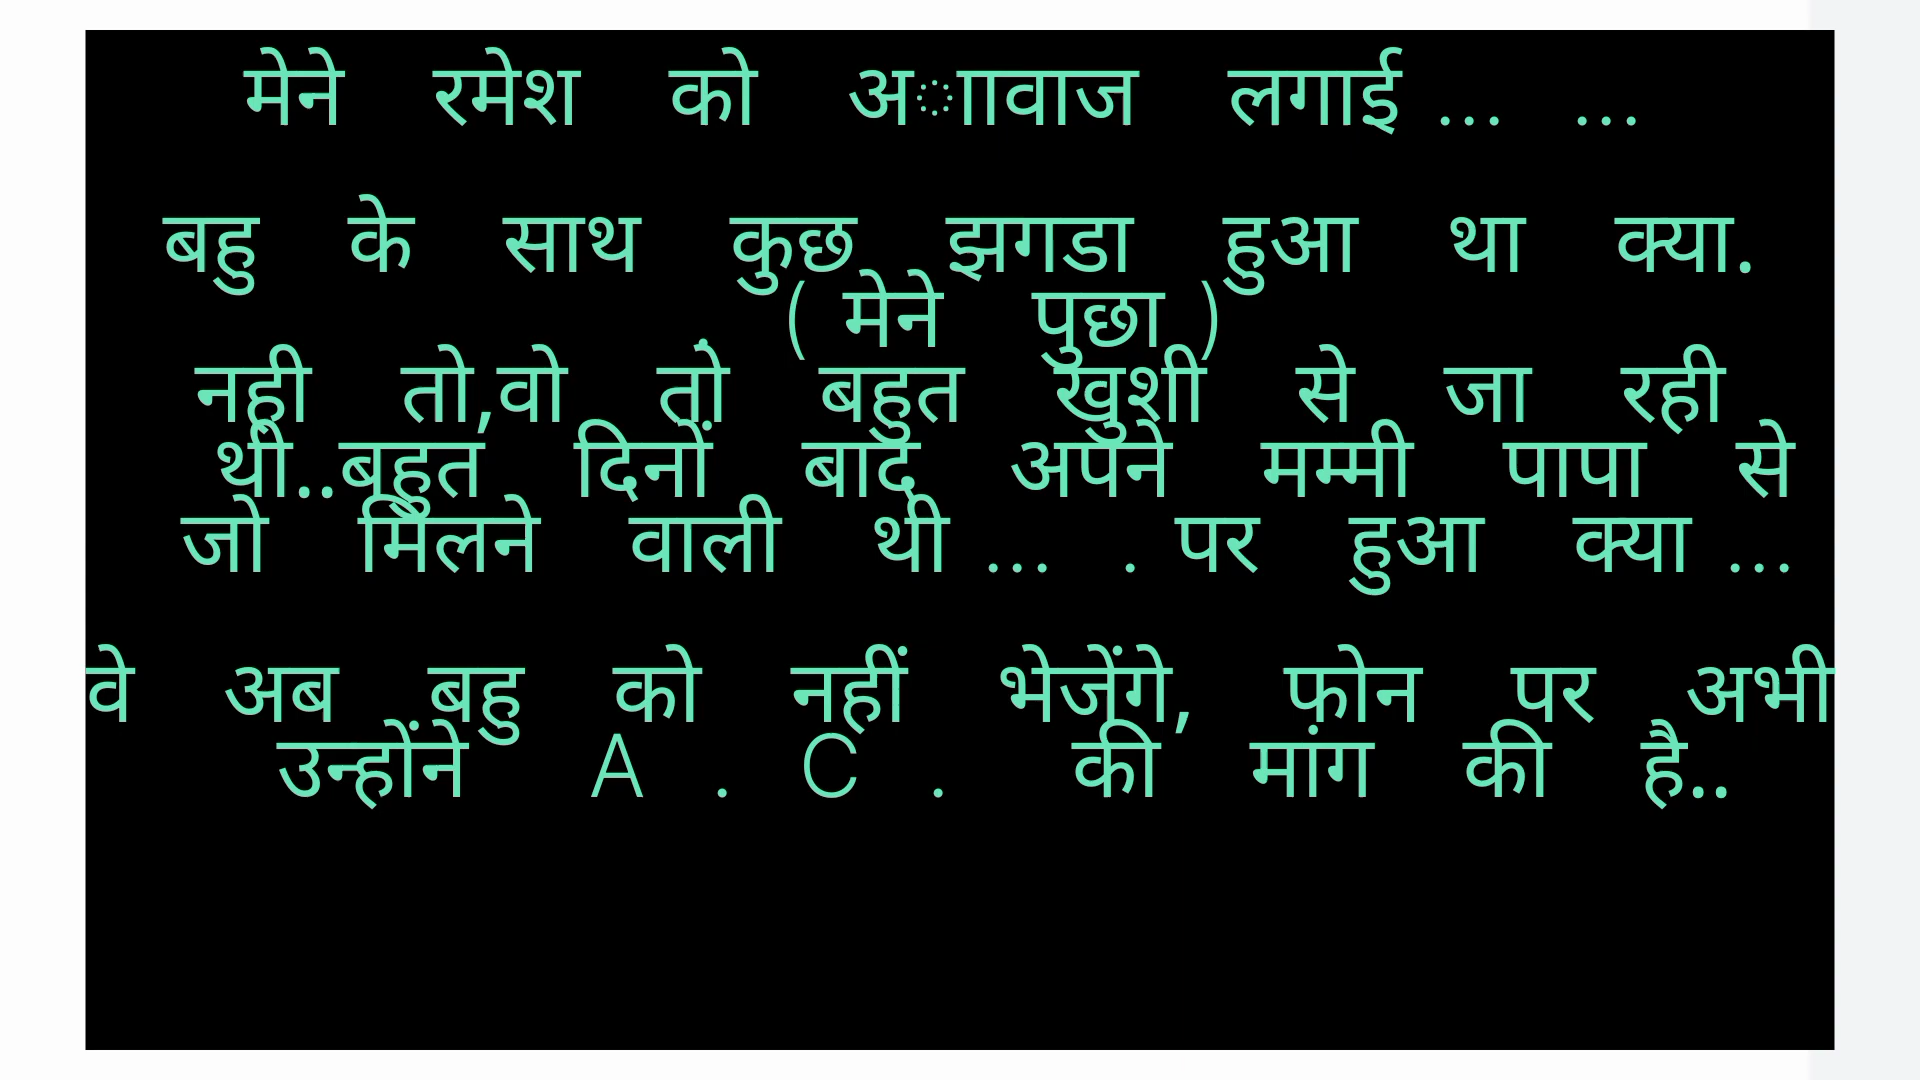 मेने रमेश को अाावाज लगाई ... ...
बहु के साथ कुछ झगडा हुआ था क्या.
( मेने पुछा )
नही तो,वो तो़ बहुत खुशी से जा रही
थी..बहुत दिनों बाद अपने मम्मी पापा से
जो मिलने वाली थी ... . पर हुआ क्या ...
वे अब बहु को नहीं भेजेंगे, फोन पर अभी
उन्होंने A . C . की मांग की है..